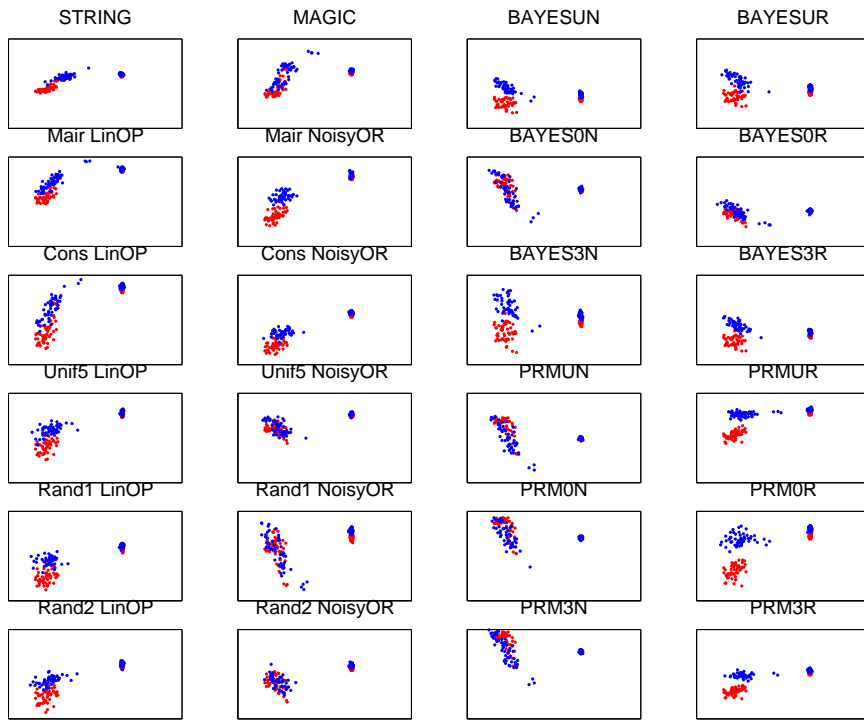 STRING MAGIC BAYESUN BAYESUR
Mair LinOP Mair NoisyOR BAYES0N BAYES0R
Cons LinOP Cons NoisyOR BAYES3N BAYES3R
Unif5 LinOP Unif5 NoisyOR PRMUN PRMUR
Rand1 LinOP Rand1 NoisyOR PRM0N PRM0R
Rand2 LinOP Rand2 NoisyOR PRM3N PRM3R